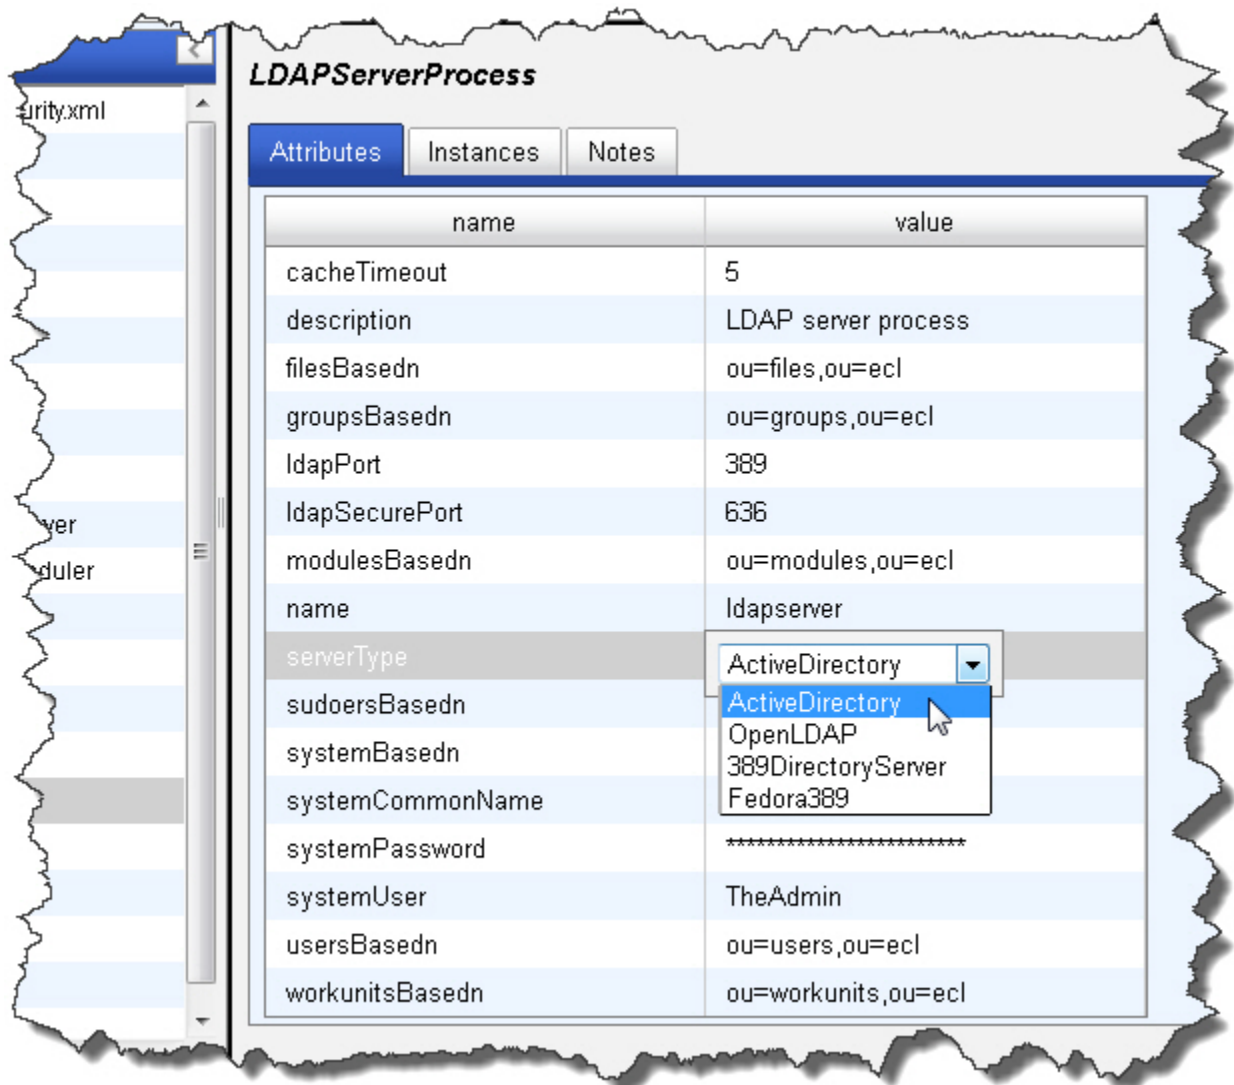 LDAPServerProcess
Attributes Instances Notes
name value
cacheTimeout 5
description LDAP server process
filesBasedn ou=files,ou=ecl
groupsBasedn ou=groups,ou=ecl
ldapPort 389
ldapSecurePort 636
modulesBasedn ou=modules,ou=ecl
name ldapserver
serverType ActiveDirectory
ActiveDirectory
sudoersBasedn
OpenLDAP
systemBasedn
389DirectoryServer
systemCommonName
Fedora389
systemPassword ************************
systemUser TheAdmin
usersBasedn ou=users,ou=ecl
workunitsBasedn ou=workunits,ou=ecl
urity.xml
ver
duler